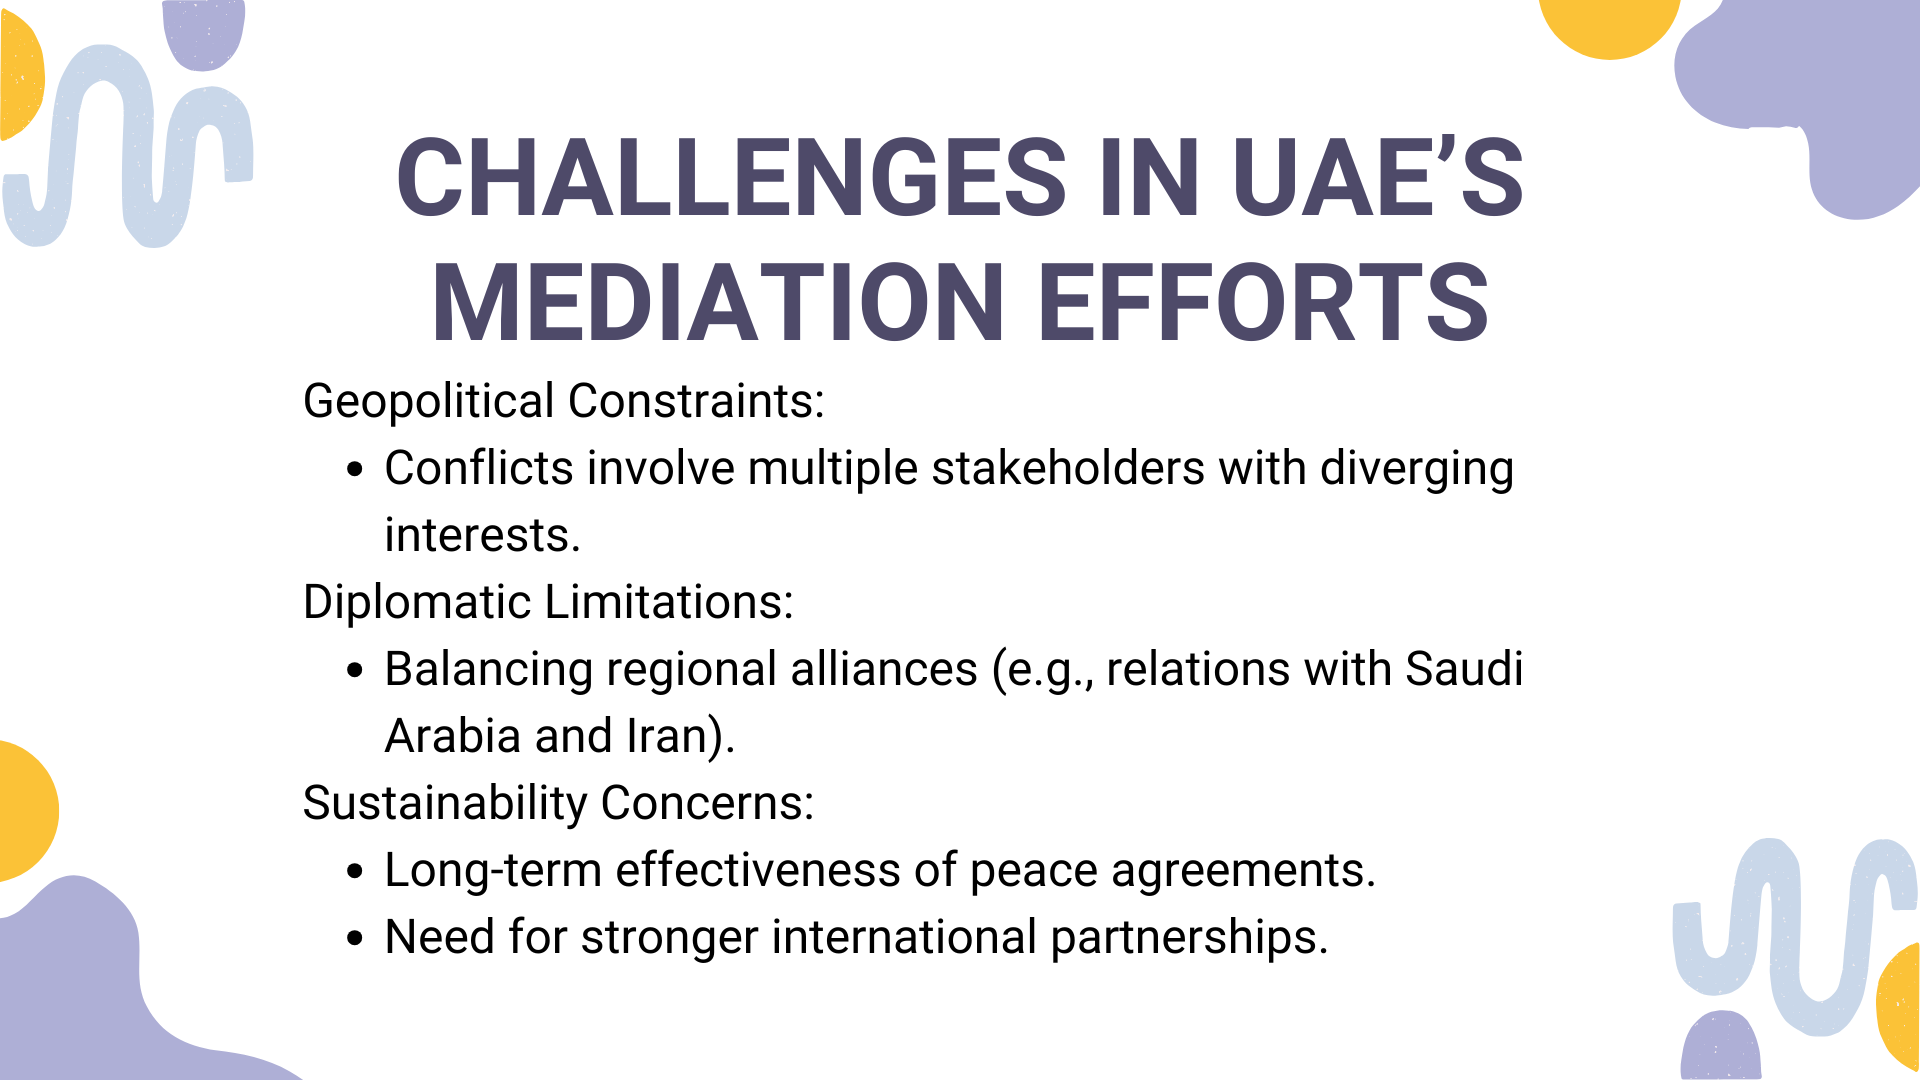 CHALLENGES IN UAE’S
MEDIATION EFFORTS
Geopolitical Constraints:
• Conflicts involve multiple stakeholders with diverging
interests.
Diplomatic Limitations:
• Balancing regional alliances (e.g., relations with Saudi
Arabia and Iran).
Sustainability Concerns:
• Long-term effectiveness of peace agreements.
• Need for stronger international partnerships.